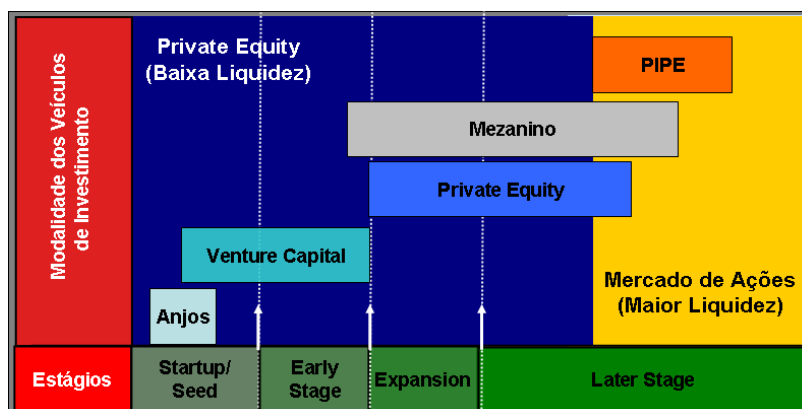 Modalidade dos Veículos
de Investimento
Private Equity
(Baixa Liquidez)
PIPE
Mezanino
Private Equity
Venture Capital
Anjos
Mercado de Ações
(Maior Liquidez)
Estágios
Startup/
Seed
Early
Stage
Expansion
Later Stage